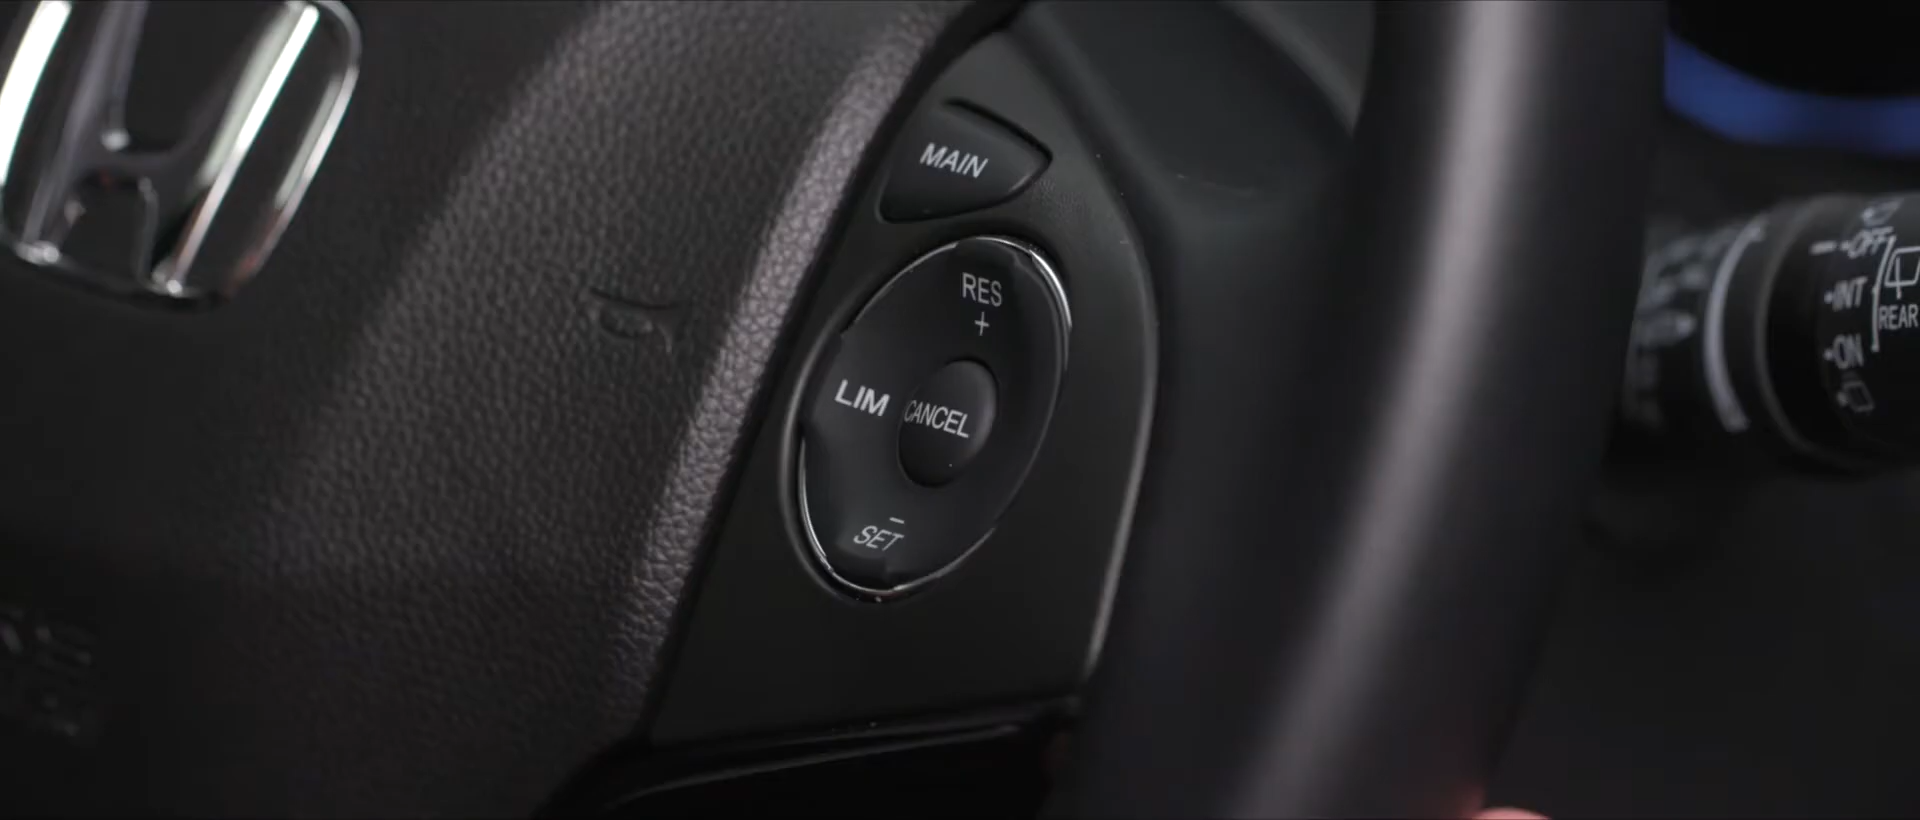 MAIN
RES
+
LIM
CANCEL
–
SET
OFF
INT
REAR
ON